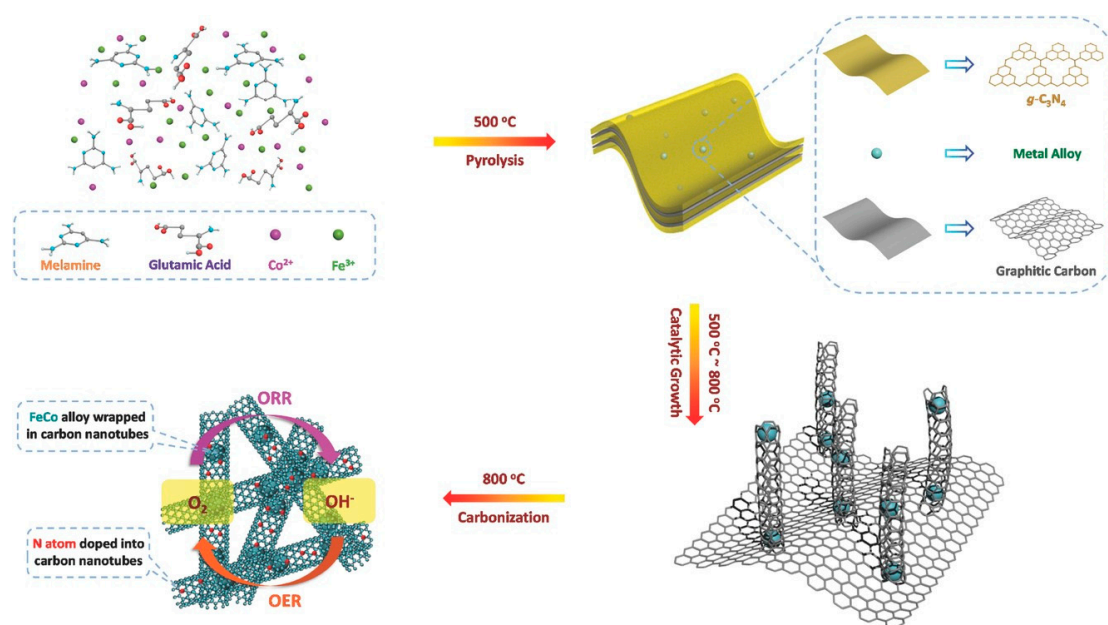 500 °C
Pyrolysis
g-C₃N₄
Metal Alloy
Graphitic Carbon
Melamine
Glutamic Acid
Co²⁺
Fe³⁺
500 °C ~ 800 °C
Catalytic Growth
FeCo alloy wrapped
in carbon nanotubes
ORR
O₂
OH⁻
OER
N atom doped into
carbon nanotubes
800 °C
Carbonization